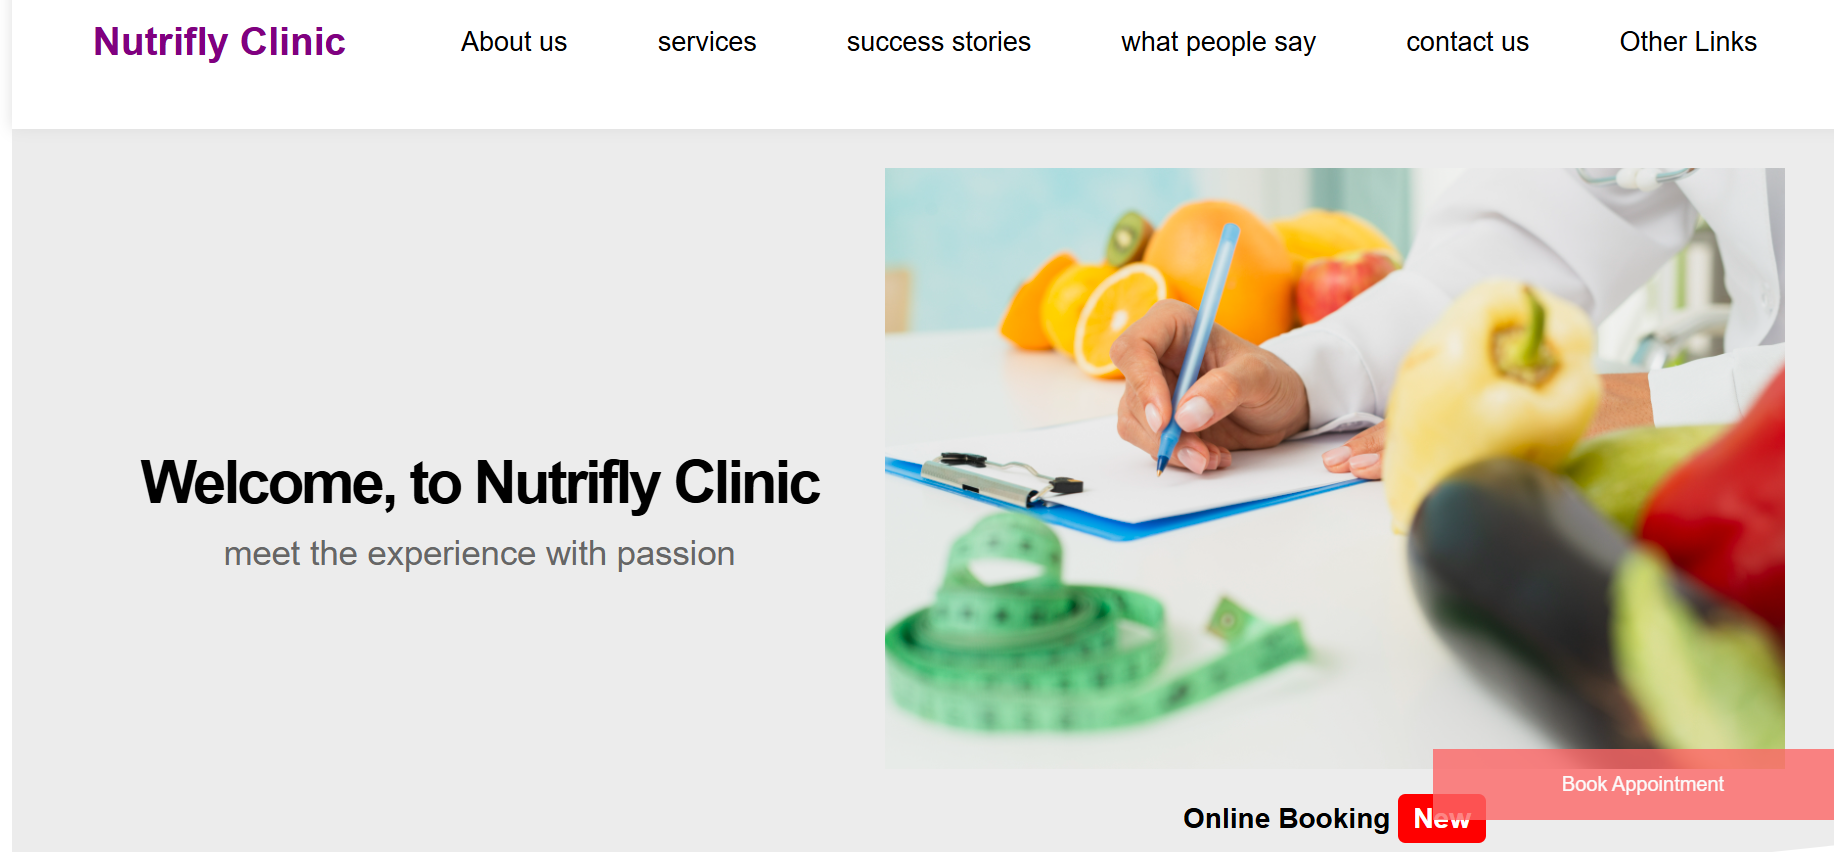 Nutrifly Clinic
About us
services
success stories
what people say
contact us
Other Links
Welcome, to Nutrifly Clinic
meet the experience with passion
Book Appointment
Online Booking New